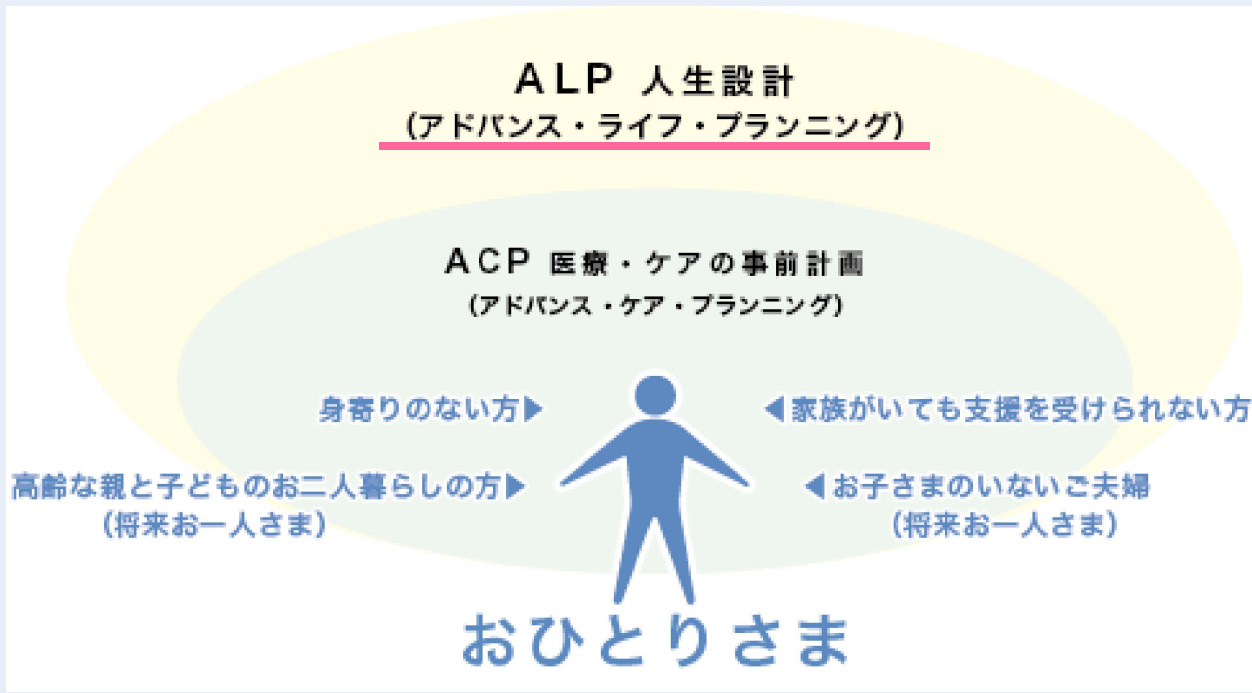 ALP 人生設計
（アドバンス・ライフ・プランニング）
ACP 医療・ケアの事前計画
（アドバンス・ケア・プランニング）
身寄りのない方▶
◀家族がいても支援を受けられない方
高齢な親と子どものお二人暮らしの方▶
（将来お一人さま）
◀お子さまのいないご夫婦
（将来お一人さま）
おひとりさま